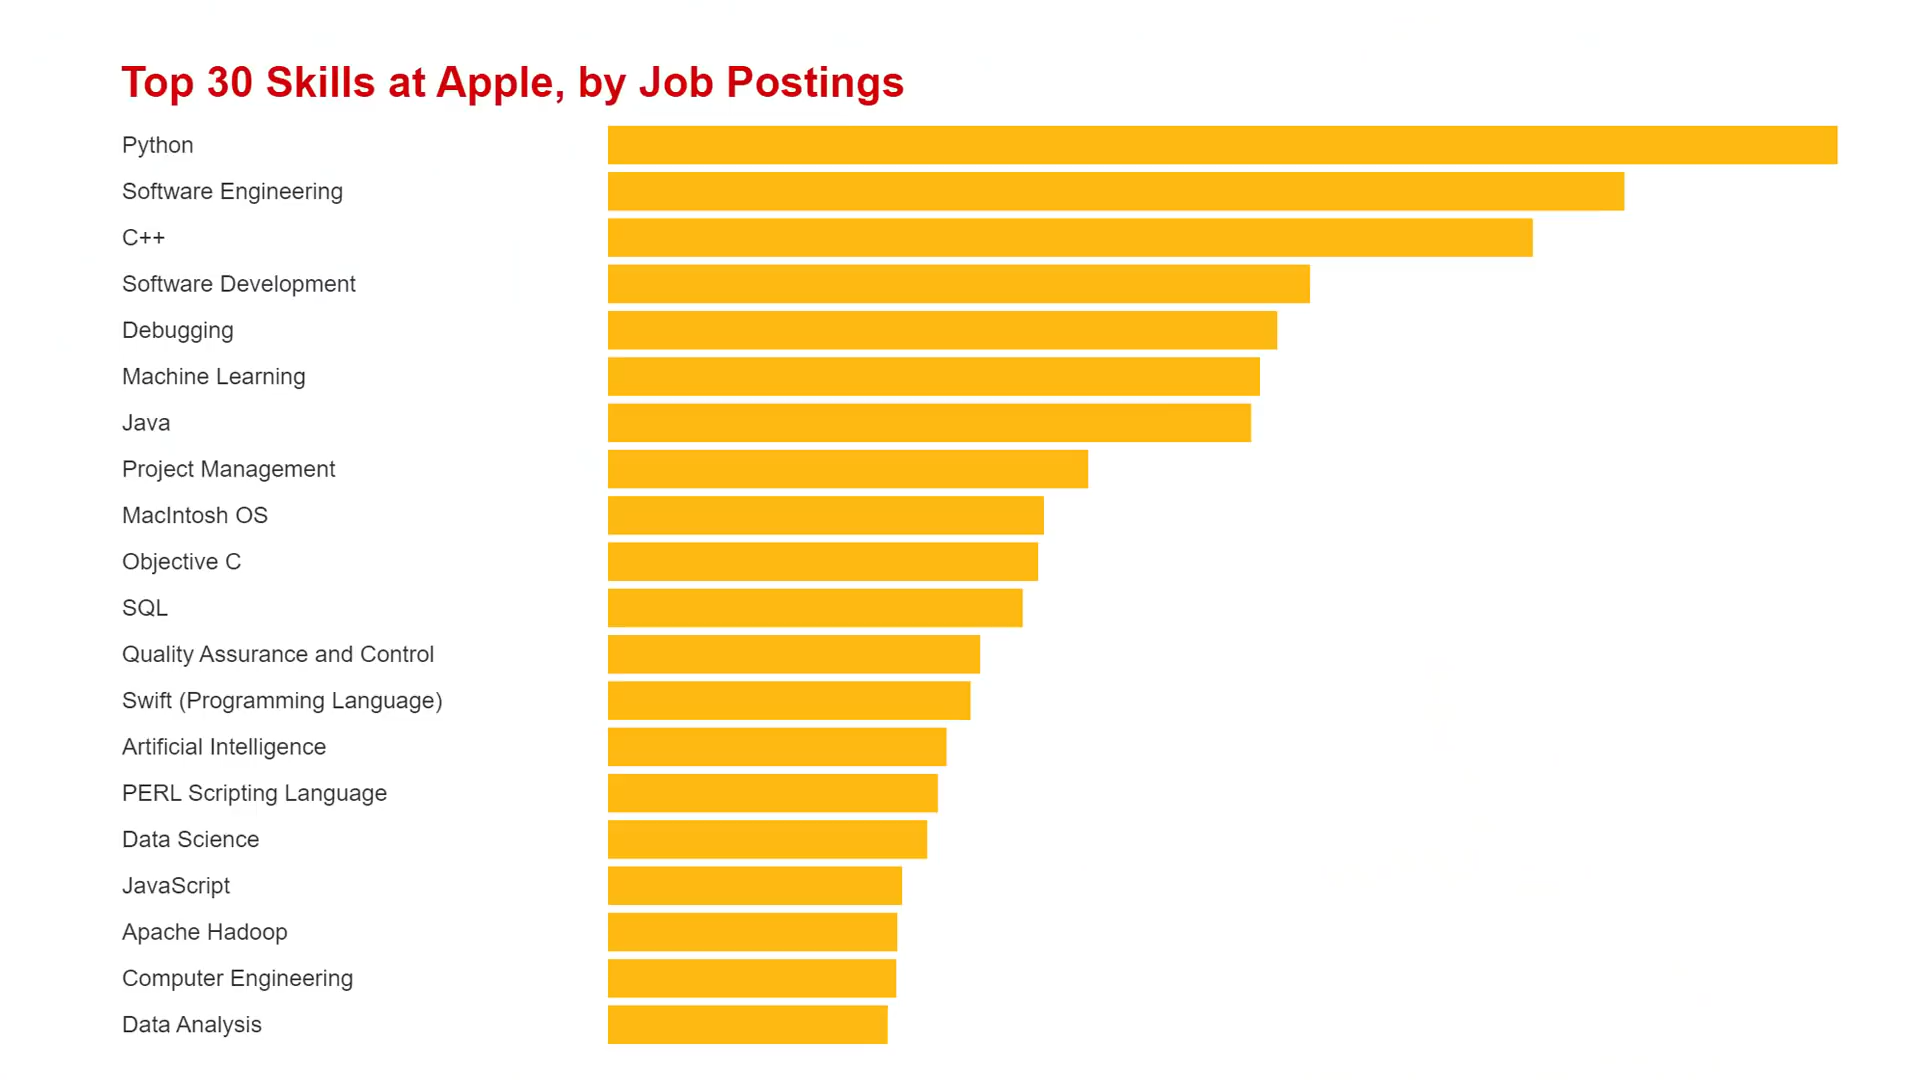 Top 30 Skills at Apple, by Job Postings
Python
Software Engineering
C++
Software Development
Debugging
Machine Learning
Java
Project Management
MacIntosh OS
Objective C
SQL
Quality Assurance and Control
Swift (Programming Language)
Artificial Intelligence
PERL Scripting Language
Data Science
JavaScript
Apache Hadoop
Computer Engineering
Data Analysis